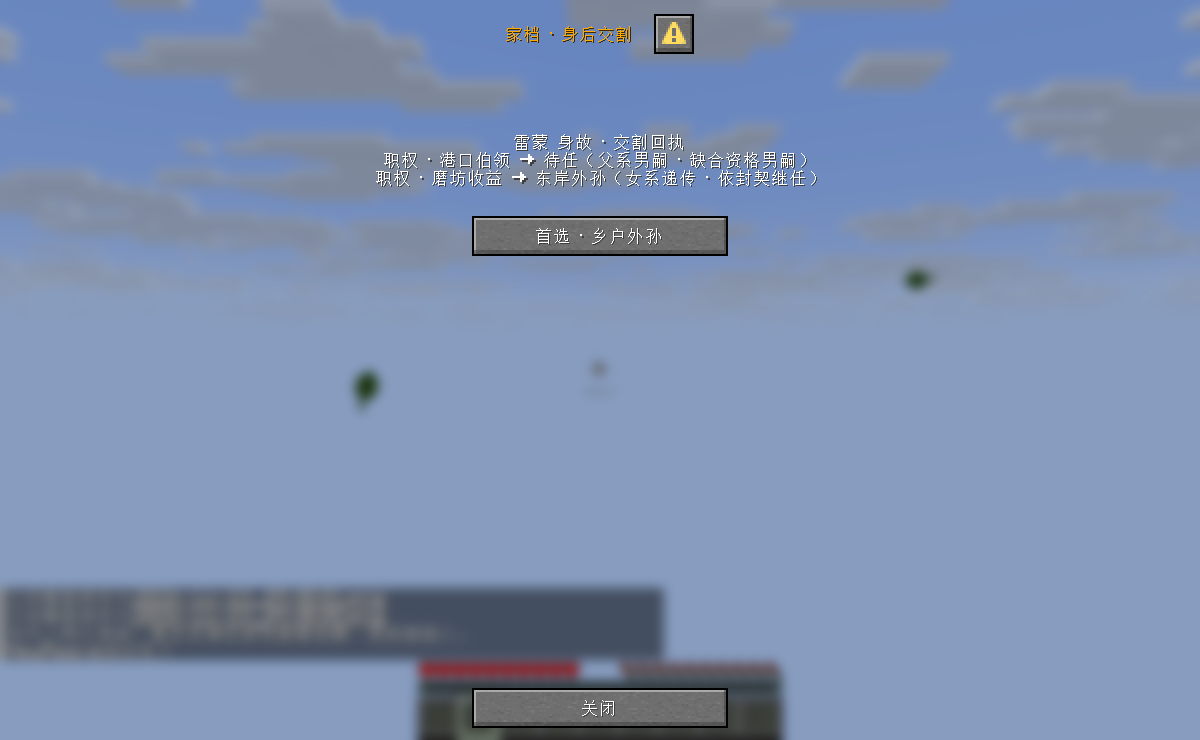 家档 · 身后交割
雷蒙 身故 · 交割回执
职权 · 港口伯领 → 待任（父系男嗣 · 缺合资格男嗣）
职权 · 磨坊收益 → 东岸外孙（女系递传 · 依封契继任）
首选 · 乡户外孙
关闭